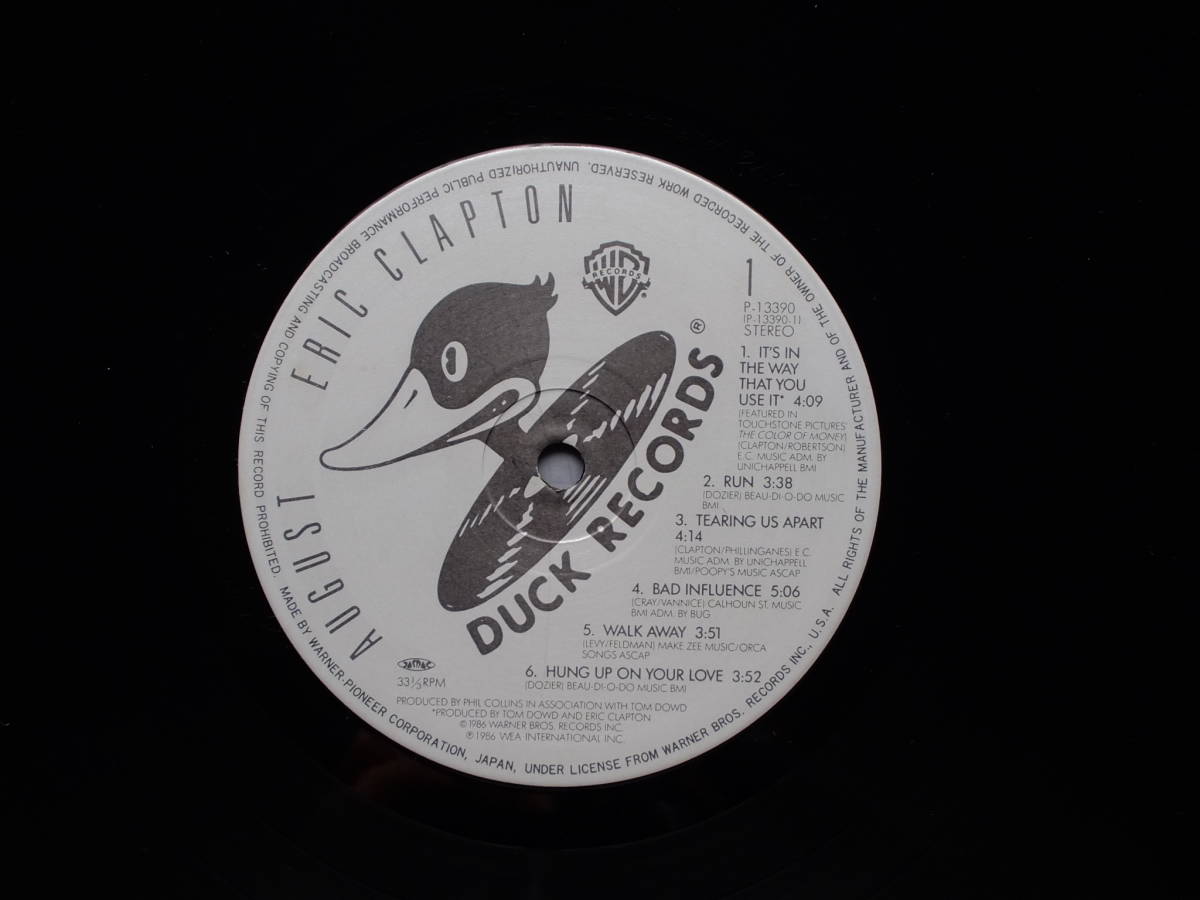 AUGUST ERIC CLAPTON
WB
RECORDS
®
DUCK RECORDS ®
1
P-13390
(P-13390-1)
STEREO
1. IT'S IN
THE WAY
THAT YOU
USE IT* 4:09
(FEATURED IN
TOUCHSTONE PICTURES'
THE COLOR OF MONEY)
(CLAPTON/ROBERTSON)
E.C. MUSIC ADM. BY
UNICHAPPELL BMI
2. RUN 3:38
(DOZIER) BEAU-DI-O-DO MUSIC
BMI
3. TEARING US APART
4:14
(CLAPTON/PHILLINGANES) E.C.
MUSIC ADM. BY UNICHAPPELL
BMI/POOPY'S MUSIC ASCAP
4. BAD INFLUENCE 5:06
(CRAY/VANNICE) CALHOUN ST. MUSIC
BMI ADM. BY BUG
5. WALK AWAY 3:51
(LEVY/FELDMAN) MAKE ZEE MUSIC/ORCA
SONGS ASCAP
6. HUNG UP ON YOUR LOVE 3:52
(DOZIER) BEAU-DI-O-DO MUSIC BMI
JASRAC
33⅓RPM
PRODUCED BY PHIL COLLINS IN ASSOCIATION WITH TOM DOWD
*PRODUCED BY TOM DOWD AND ERIC CLAPTON
© 1986 WARNER BROS. RECORDS INC.
℗ 1986 WEA INTERNATIONAL INC.
MADE BY WARNER-PIONEER CORPORATION, JAPAN, UNDER LICENSE FROM WARNER BROS. RECORDS INC., U.S.A. ALL RIGHTS OF THE MANUFACTURER AND OF THE OWNER OF THE RECORDED WORK RESERVED. UNAUTHORIZED PUBLIC PERFORMANCE BROADCASTING AND COPYING OF THIS RECORD PROHIBITED.